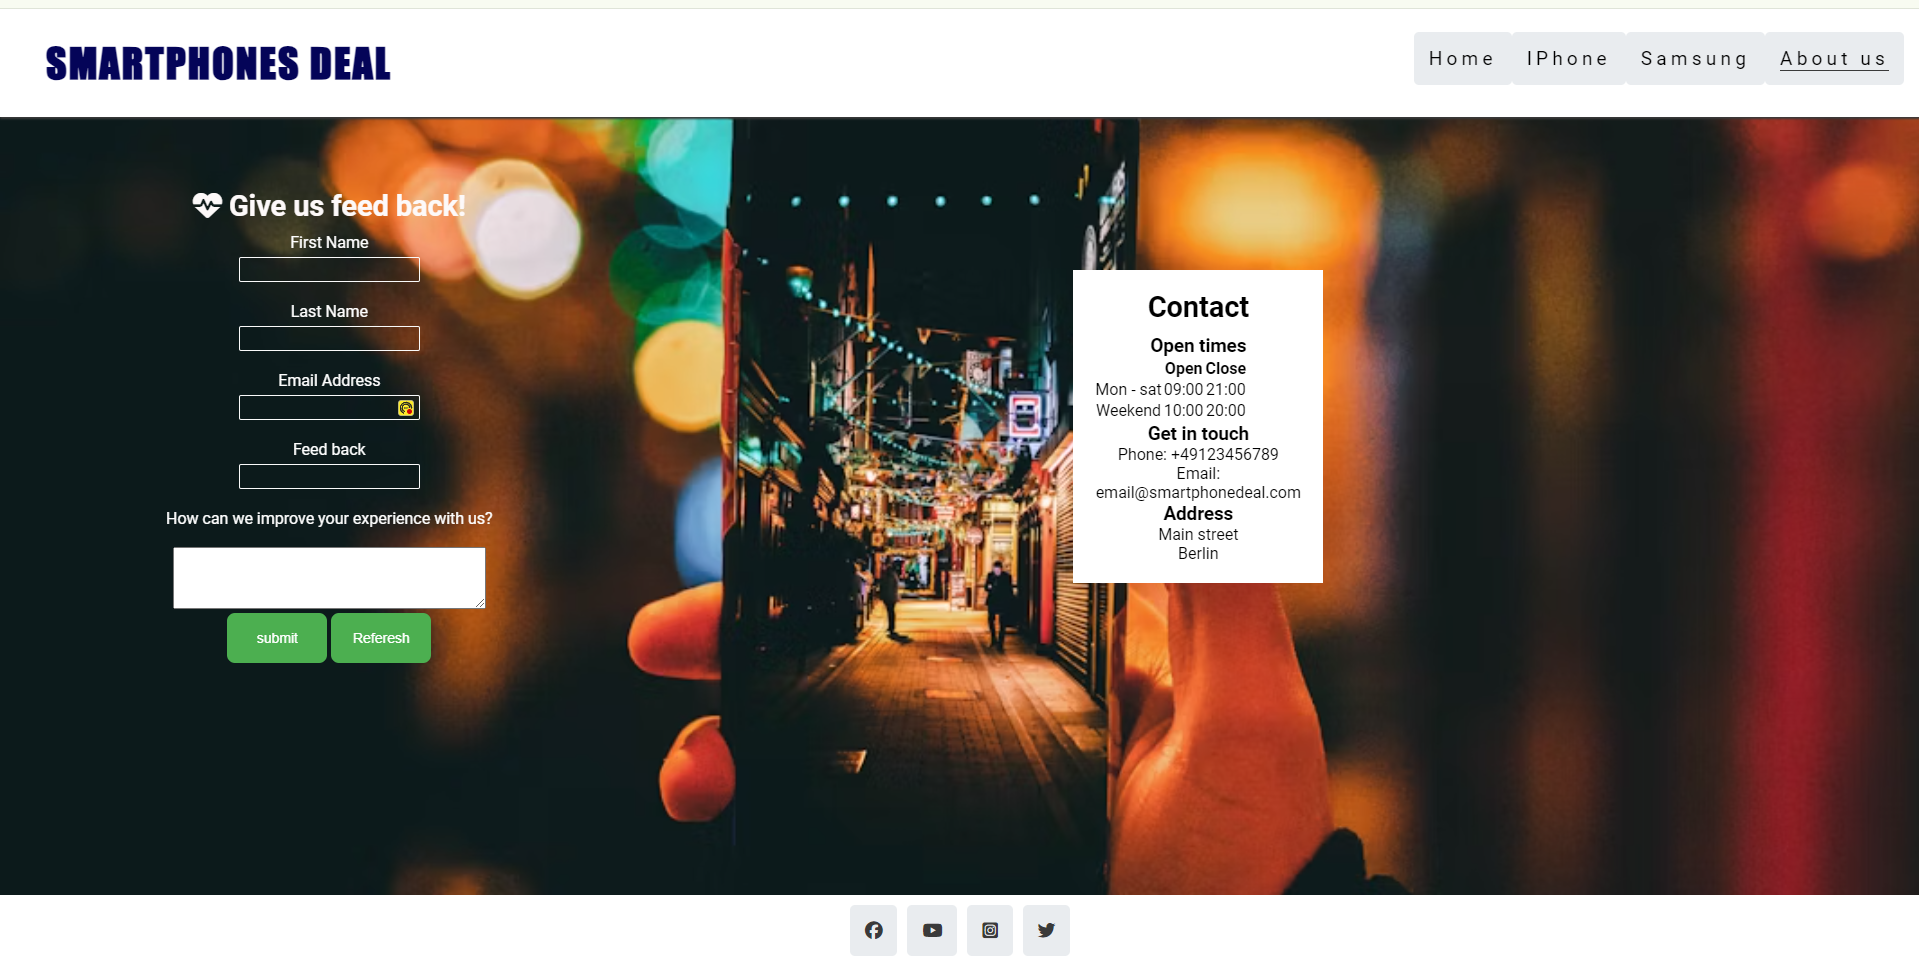 SMARTPHONES DEAL
Home IPhone Samsung About us
Give us feed back!
First Name
Last Name
Email Address
Feed back
How can we improve your experience with us?
submit Referesh
Contact
Open times
Open Close
Mon - sat 09:00 21:00
Weekend 10:00 20:00
Get in touch
Phone: +49123456789
Email:
email@smartphonedeal.com
Address
Main street
Berlin